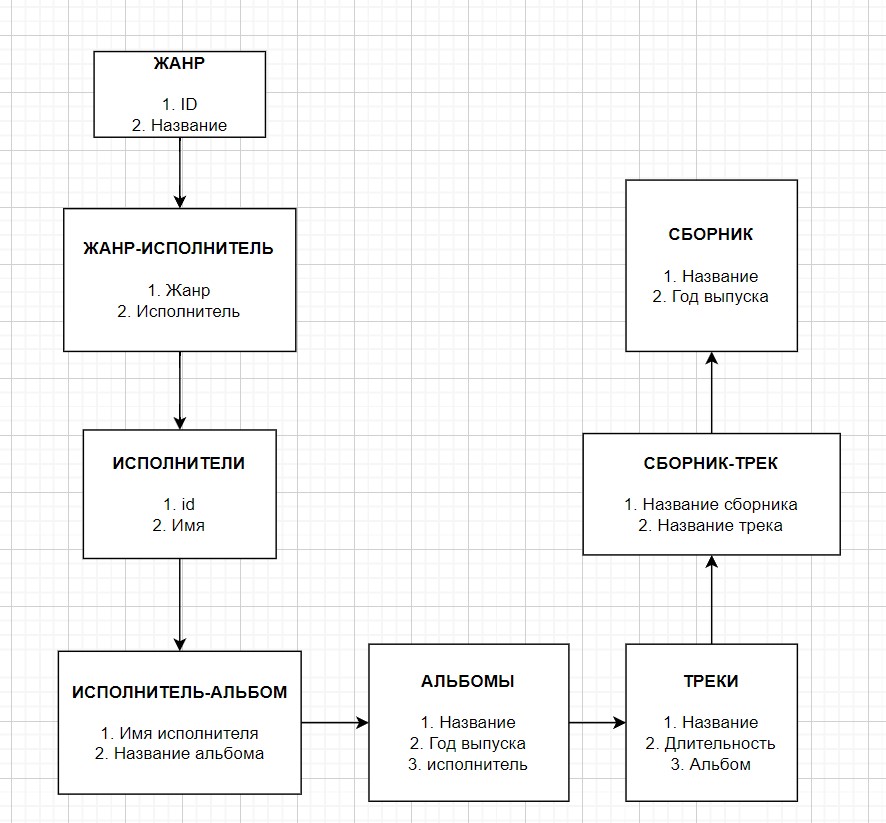 ЖАНР
1. ID
2. Название
ЖАНР-ИСПОЛНИТЕЛЬ
1. Жанр
2. Исполнитель
ИСПОЛНИТЕЛИ
1. id
2. Имя
ИСПОЛНИТЕЛЬ-АЛЬБОМ
1. Имя исполнителя
2. Название альбома
АЛЬБОМЫ
1. Название
2. Год выпуска
3. исполнитель
ТРЕКИ
1. Название
2. Длительность
3. Альбом
СБОРНИК-ТРЕК
1. Название сборника
2. Название трека
СБОРНИК
1. Название
2. Год выпуска